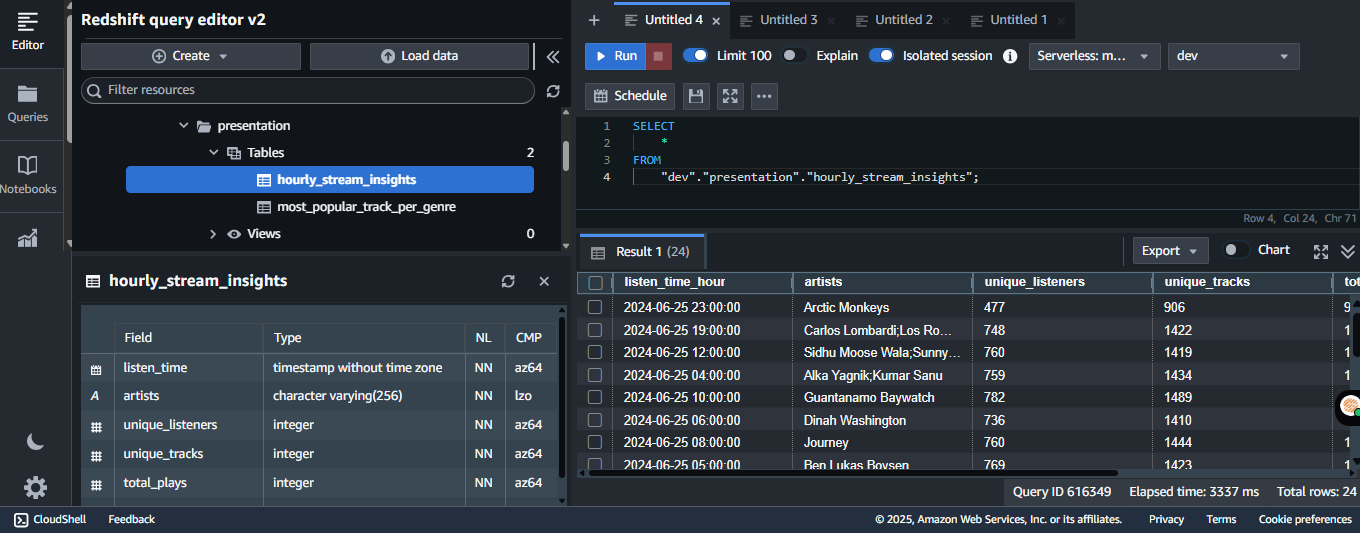 Editor
Queries
Notebooks
Redshift query editor v2
Create
Load data
Filter resources
presentation
Tables 2
hourly_stream_insights
most_popular_track_per_genre
Views 0
hourly_stream_insights
Field Type NL CMP
listen_time timestamp without time zone NN az64
A artists character varying(256) NN lzo
unique_listeners integer NN az64
unique_tracks integer NN az64
total_plays integer NN az64
Untitled 4 Untitled 3 Untitled 2 Untitled 1
Run Limit 100 Explain Isolated session Serverless: m... dev
Schedule
1 SELECT
2 *
3 FROM
4 "dev"."presentation"."hourly_stream_insights";
Row 4, Col 24, Chr 71
Result 1 (24) Export Chart
listen_time_hour artists unique_listeners unique_tracks tot
2024-06-25 23:00:00 Arctic Monkeys 477 906 9
2024-06-25 19:00:00 Carlos Lombardi;Los Ro... 748 1422 1
2024-06-25 12:00:00 Sidhu Moose Wala;Sunny... 760 1419 1
2024-06-25 04:00:00 Alka Yagnik;Kumar Sanu 759 1434 1
2024-06-25 10:00:00 Guantanamo Baywatch 782 1489
2024-06-25 06:00:00 Dinah Washington 736 1410
2024-06-25 08:00:00 Journey 760 1444 1
2024-06-25 05:00:00 Ben Lukas Boysen 769 1423 1
Query ID 616349 Elapsed time: 3337 ms Total rows: 24
CloudShell Feedback © 2025, Amazon Web Services, Inc. or its affiliates. Privacy Terms Cookie preferences